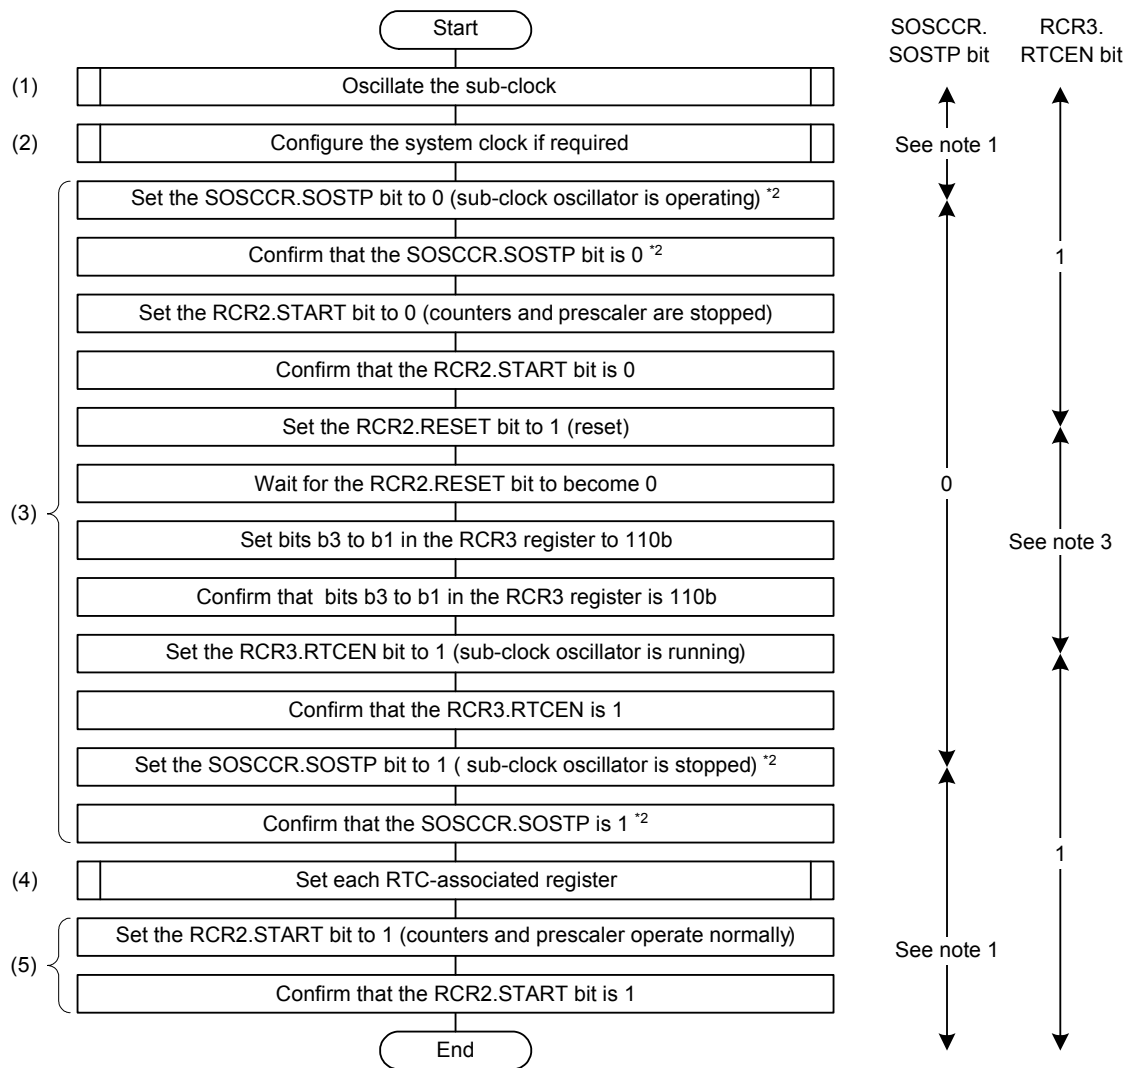 Start
SOSCCR.
SOSTP bit
RCR3.
RTCEN bit
(1)
Oscillate the sub-clock
(2)
Configure the system clock if required
See note 1
Set the SOSCCR.SOSTP bit to 0 (sub-clock oscillator is operating) *2
Confirm that the SOSCCR.SOSTP bit is 0 *2
1
Set the RCR2.START bit to 0 (counters and prescaler are stopped)
Confirm that the RCR2.START bit is 0
Set the RCR2.RESET bit to 1 (reset)
Wait for the RCR2.RESET bit to become 0
0
(3)
Set bits b3 to b1 in the RCR3 register to 110b
See note 3
Confirm that bits b3 to b1 in the RCR3 register is 110b
Set the RCR3.RTCEN bit to 1 (sub-clock oscillator is running)
Confirm that the RCR3.RTCEN is 1
Set the SOSCCR.SOSTP bit to 1 ( sub-clock oscillator is stopped) *2
Confirm that the SOSCCR.SOSTP is 1 *2
1
(4)
Set each RTC-associated register
Set the RCR2.START bit to 1 (counters and prescaler operate normally)
See note 1
(5)
Confirm that the RCR2.START bit is 1
End